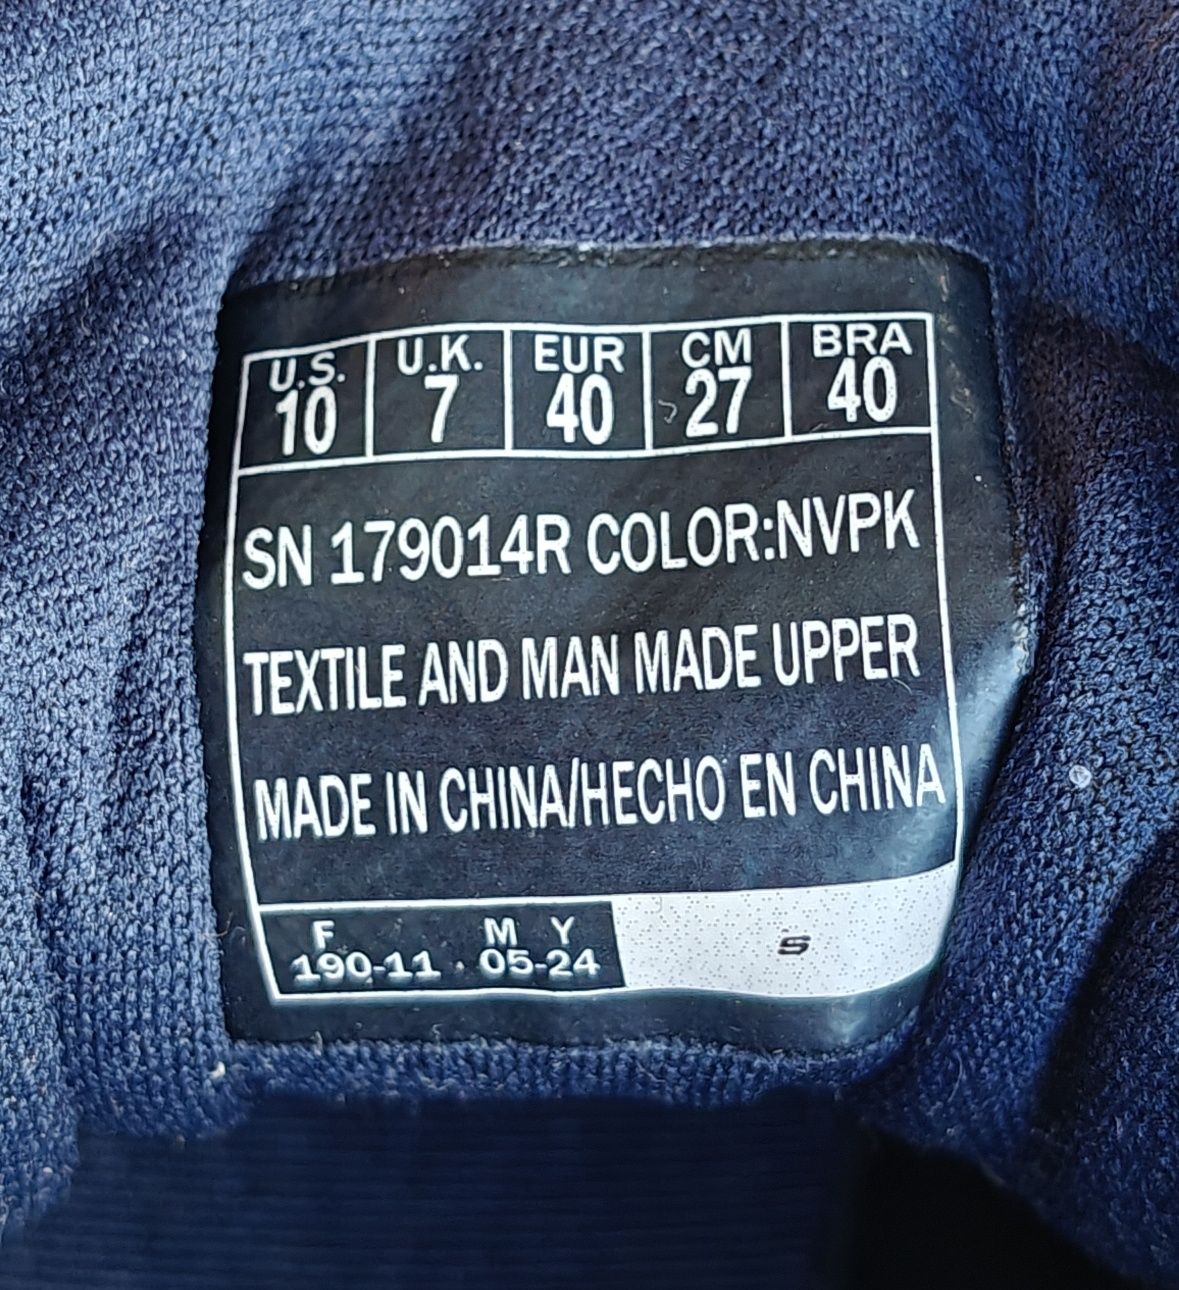 U.S. U.K. EUR CM BRA
10 7 40 27 40
SN 179014R COLOR:NVPK
TEXTILE AND MAN MADE UPPER
MADE IN CHINA/HECHO EN CHINA
F M Y
190-11 05-24
S